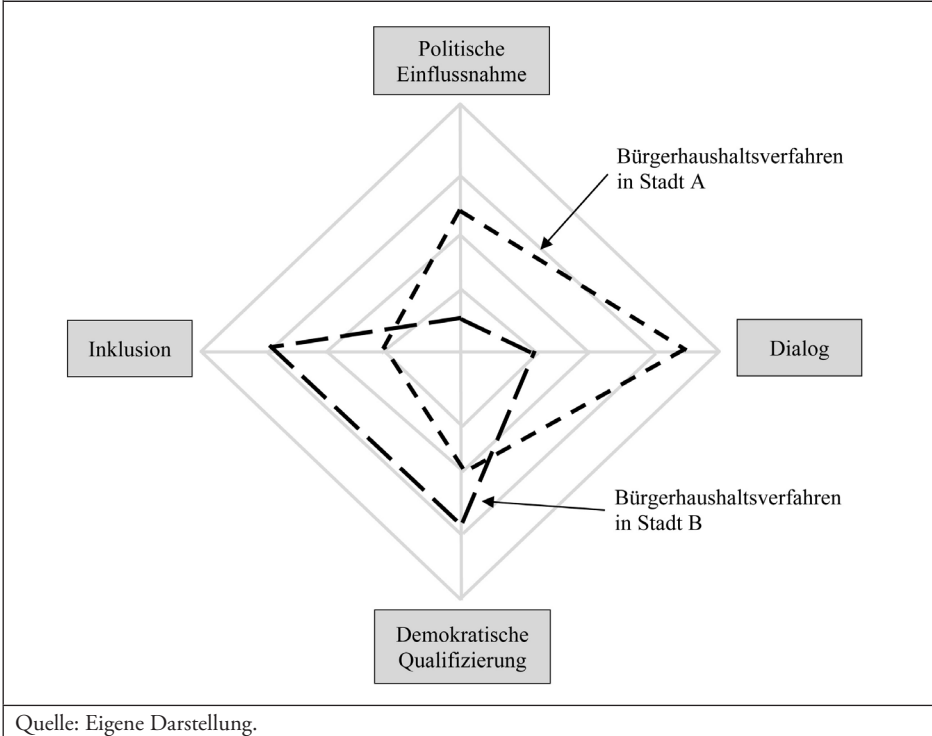 Politische
Einflussnahme
Bürgerhaushaltsverfahren
in Stadt A
Inklusion
Dialog
Bürgerhaushaltsverfahren
in Stadt B
Demokratische
Qualifizierung
Quelle: Eigene Darstellung.